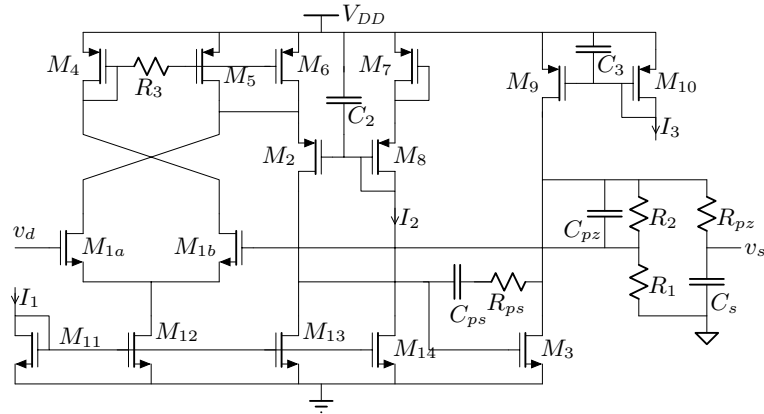 V_DD
M_4
R_3
M_5
M_6
M_7
C_2
M_9
C_3
M_10
I_3
M_2
M_8
I_2
v_d
M_1a
M_1b
C_pz
R_2
R_pz
v_s
I_1
C_ps
R_ps
R_1
C_s
M_11
M_12
M_13
M_14
M_3